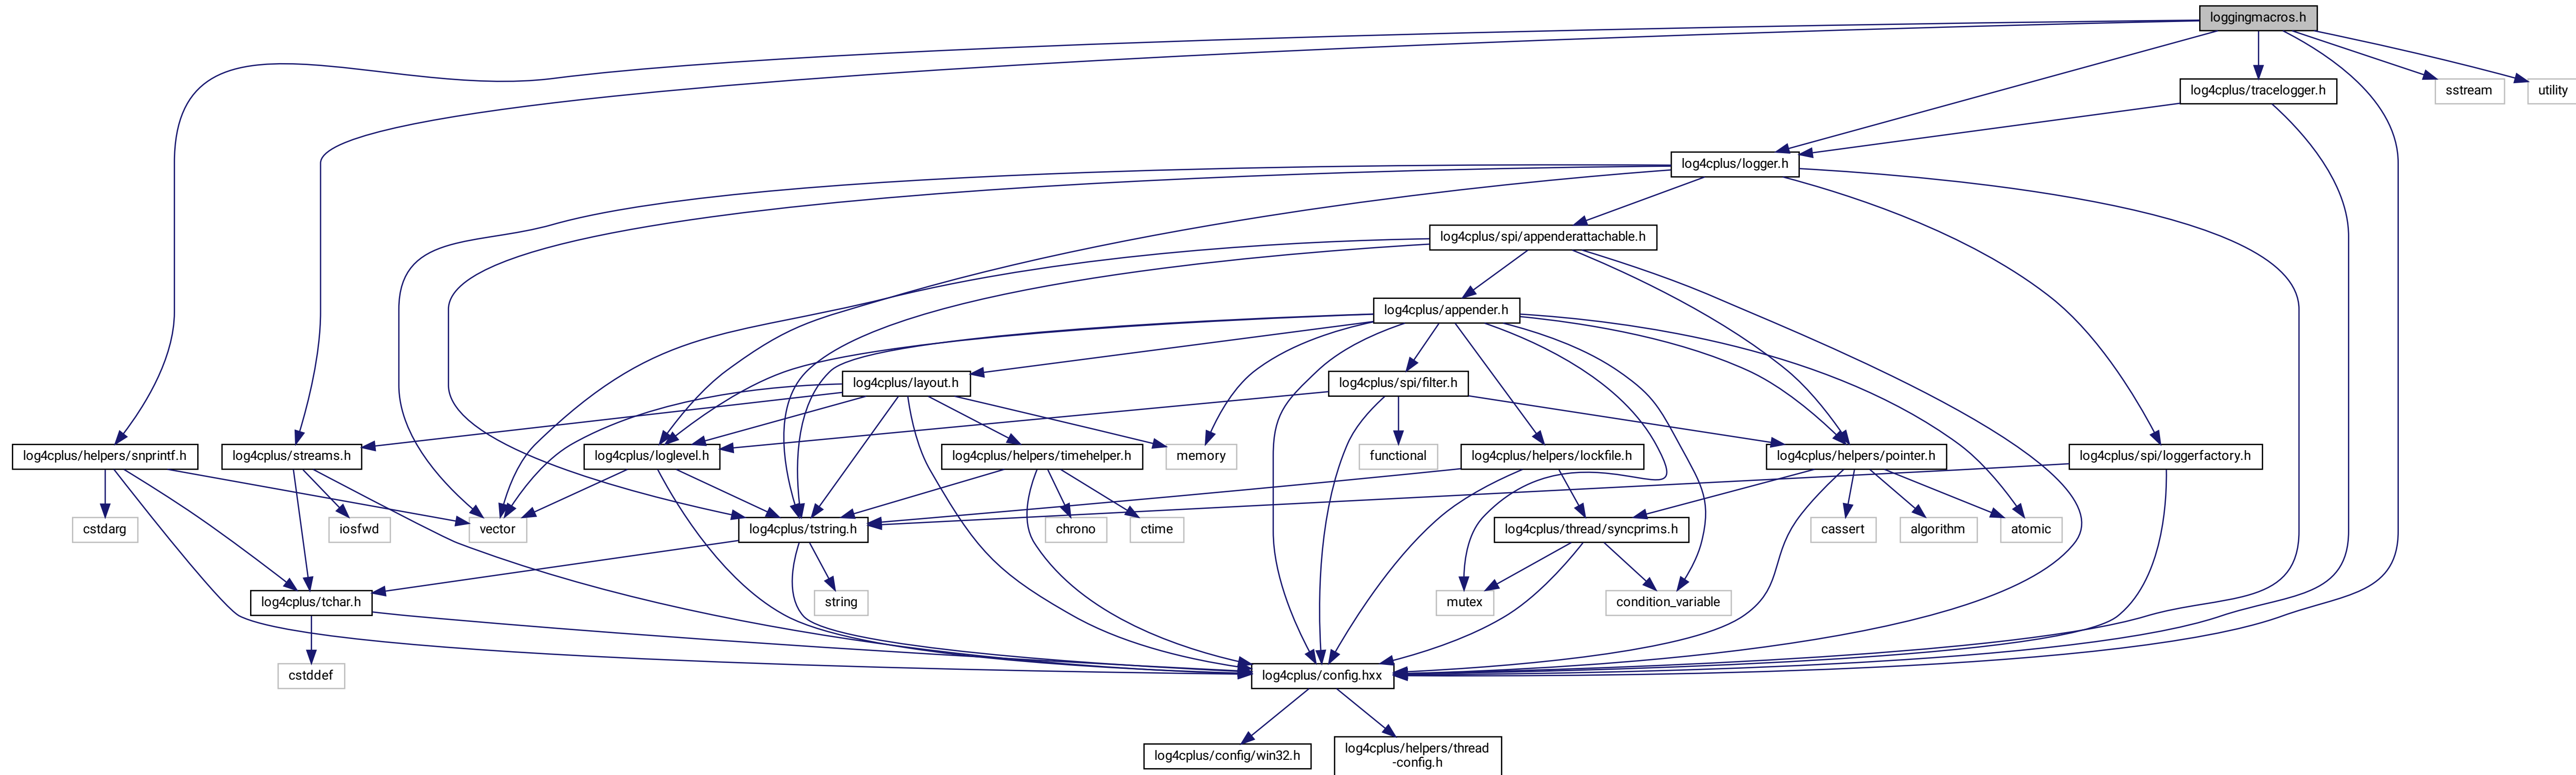 loggingmacros.h
log4cplus/tracelogger.h
sstream
utility
log4cplus/logger.h
log4cplus/spi/appenderattachable.h
log4cplus/appender.h
log4cplus/layout.h
log4cplus/spi/filter.h
log4cplus/helpers/snprintf.h
log4cplus/streams.h
log4cplus/loglevel.h
log4cplus/helpers/timehelper.h
memory
functional
log4cplus/helpers/lockfile.h
log4cplus/helpers/pointer.h
log4cplus/spi/loggerfactory.h
cstdarg
iosfwd
vector
log4cplus/tstring.h
chrono
ctime
log4cplus/thread/syncprims.h
cassert
algorithm
atomic
log4cplus/tchar.h
string
mutex
condition_variable
cstddef
log4cplus/config.hxx
log4cplus/config/win32.h
log4cplus/helpers/thread
-config.h